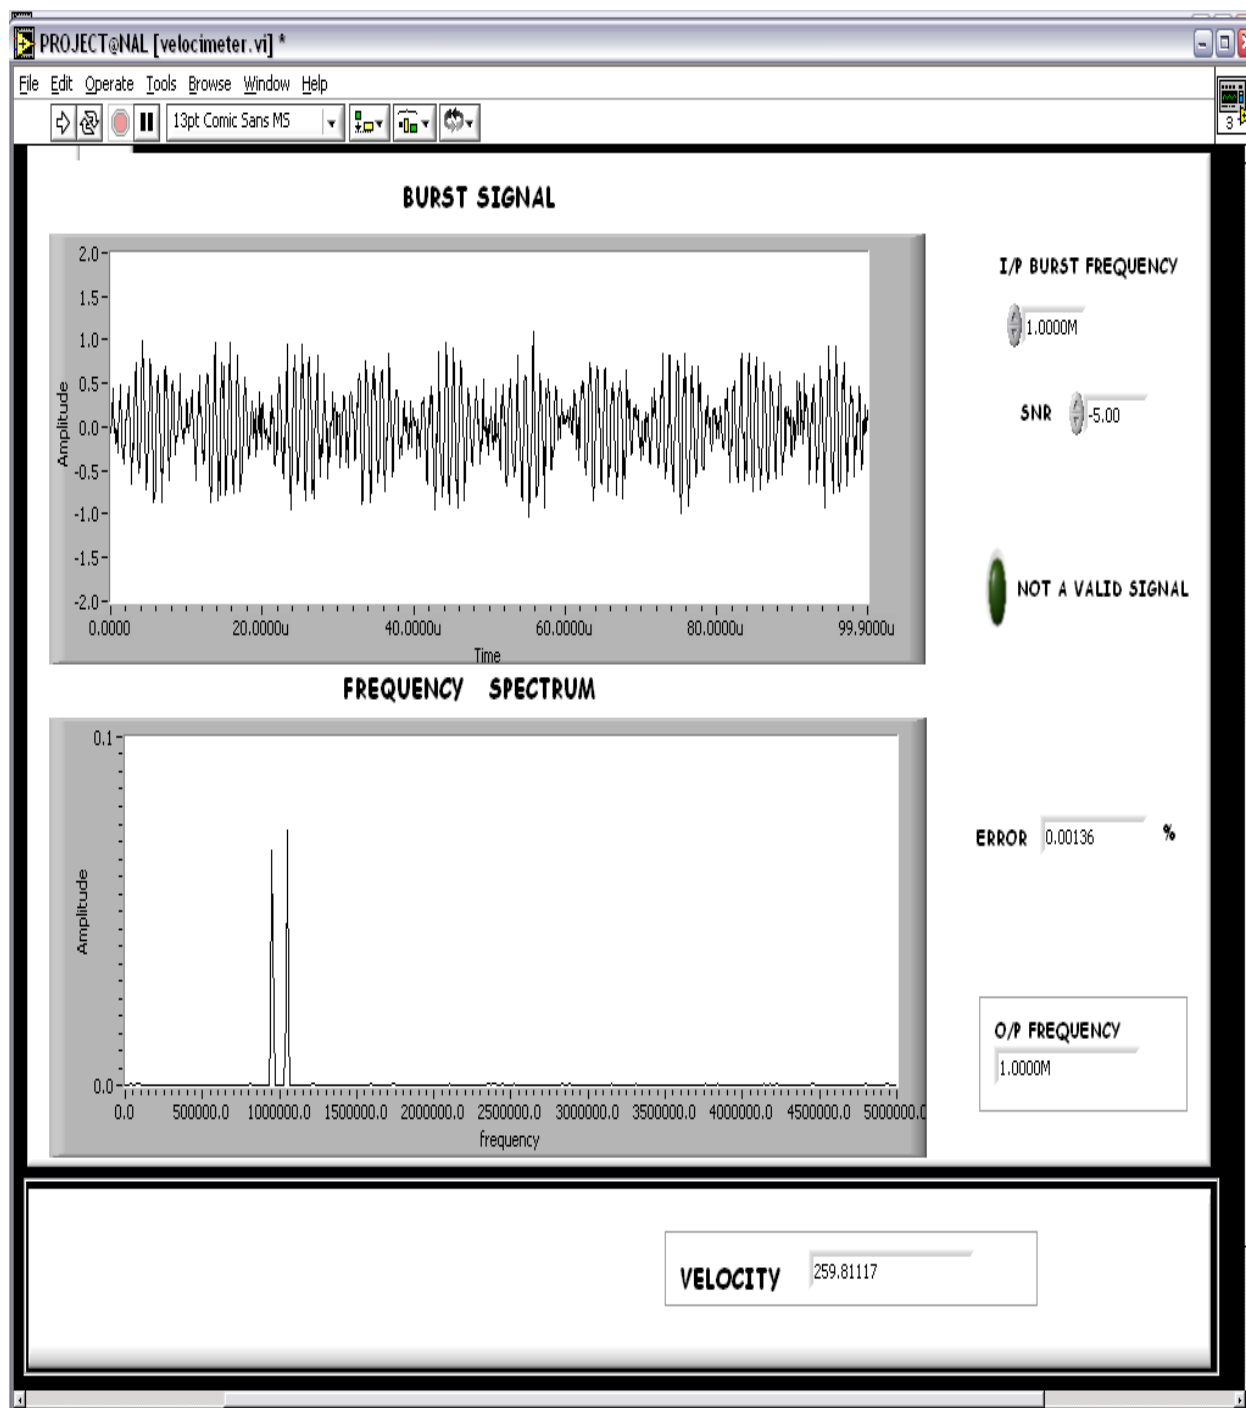 PROJECT@NAL [velocimeter.vi] *
File Edit Operate Tools Browse Window Help
13pt Comic Sans MS
3
BURST SIGNAL
2.0
1.5
1.0
0.5
0.0
-0.5
-1.0
-1.5
-2.0
Amplitude
0.0000 20.0000u 40.0000u 60.0000u 80.0000u 99.9000u
Time
I/P BURST FREQUENCY
1.0000M
SNR -5.00
NOT A VALID SIGNAL
FREQUENCY SPECTRUM
0.1
0.0
Amplitude
0.0 500000.0 1000000.0 1500000.0 2000000.0 2500000.0 3000000.0 3500000.0 4000000.0 4500000.0 5000000.0
frequency
ERROR 0.00136 %
O/P FREQUENCY
1.0000M
VELOCITY 259.81117